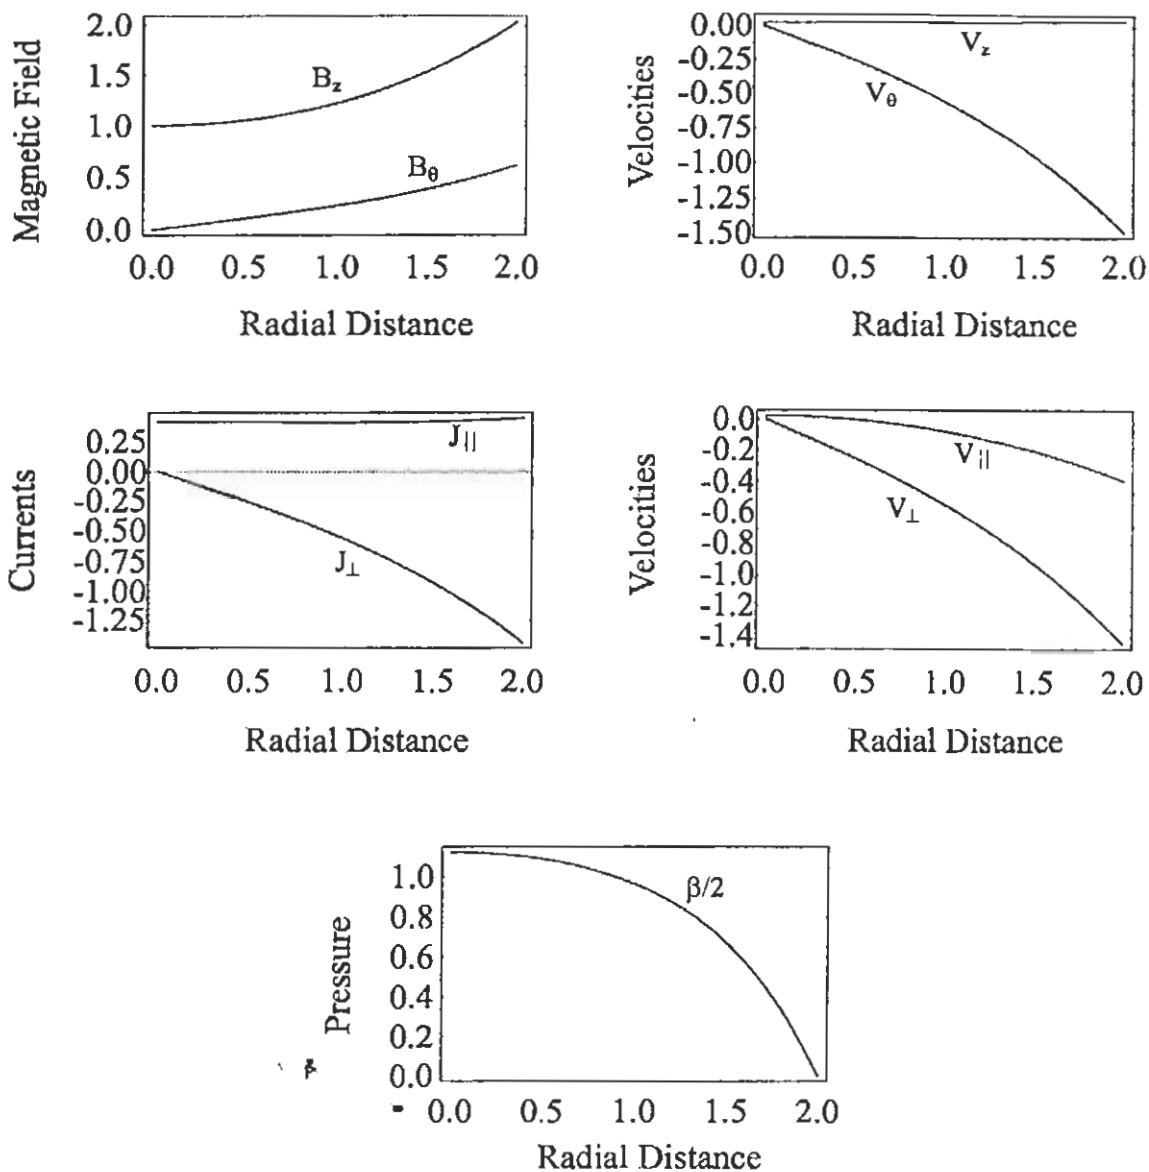 Magnetic Field
2.0
1.5
1.0
0.5
0.0
B_z
B_θ
0.0 0.5 1.0 1.5 2.0
Radial Distance
Velocities
0.00
-0.25
-0.50
-0.75
-1.00
-1.25
-1.50
V_z
V_θ
0.0 0.5 1.0 1.5 2.0
Radial Distance
Currents
0.25
0.00
-0.25
-0.50
-0.75
-1.00
-1.25
J_||
J_⊥
0.0 0.5 1.0 1.5 2.0
Radial Distance
Velocities
0.0
-0.2
-0.4
-0.6
-0.8
-1.0
-1.2
-1.4
V_||
V_⊥
0.0 0.5 1.0 1.5 2.0
Radial Distance
Pressure
1.0
0.8
0.6
0.4
0.2
0.0
β/2
0.0 0.5 1.0 1.5 2.0
Radial Distance